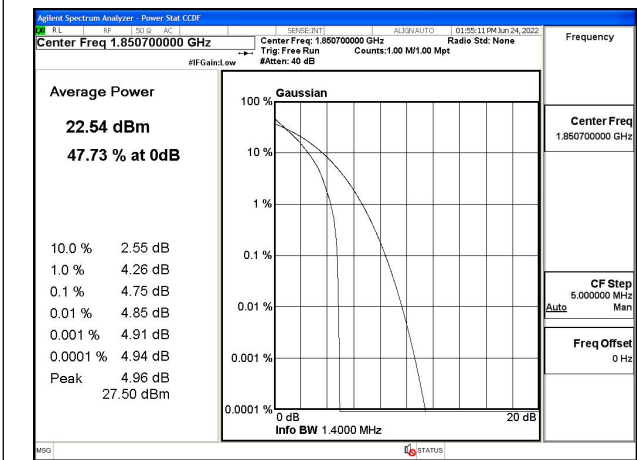 Agilent Spectrum Analyzer - Power Stat CCDF
RL RF 50 Ω AC SENSE:INT ALIGN AUTO 01:55:11 PM Jun 24, 2022
Center Freq 1.850700000 GHz
Center Freq: 1.850700000 GHz Radio Std: None
Trig: Free Run Counts:1.00 M/1.00 Mpt
#IFGain:Low #Atten: 40 dB
Frequency
Average Power
22.54 dBm
47.73 % at 0dB
10.0 % 2.55 dB
1.0 % 4.26 dB
0.1 % 4.75 dB
0.01 % 4.85 dB
0.001 % 4.91 dB
0.0001 % 4.94 dB
Peak 4.96 dB
27.50 dBm
Gaussian
100 %
10 %
1 %
0.1 %
0.01 %
0.001 %
0.0001 %
0 dB 20 dB
Info BW 1.4000 MHz
Center Freq
1.850700000 GHz
CF Step
5.000000 MHz
Auto Man
Freq Offset
0 Hz
MSG STATUS